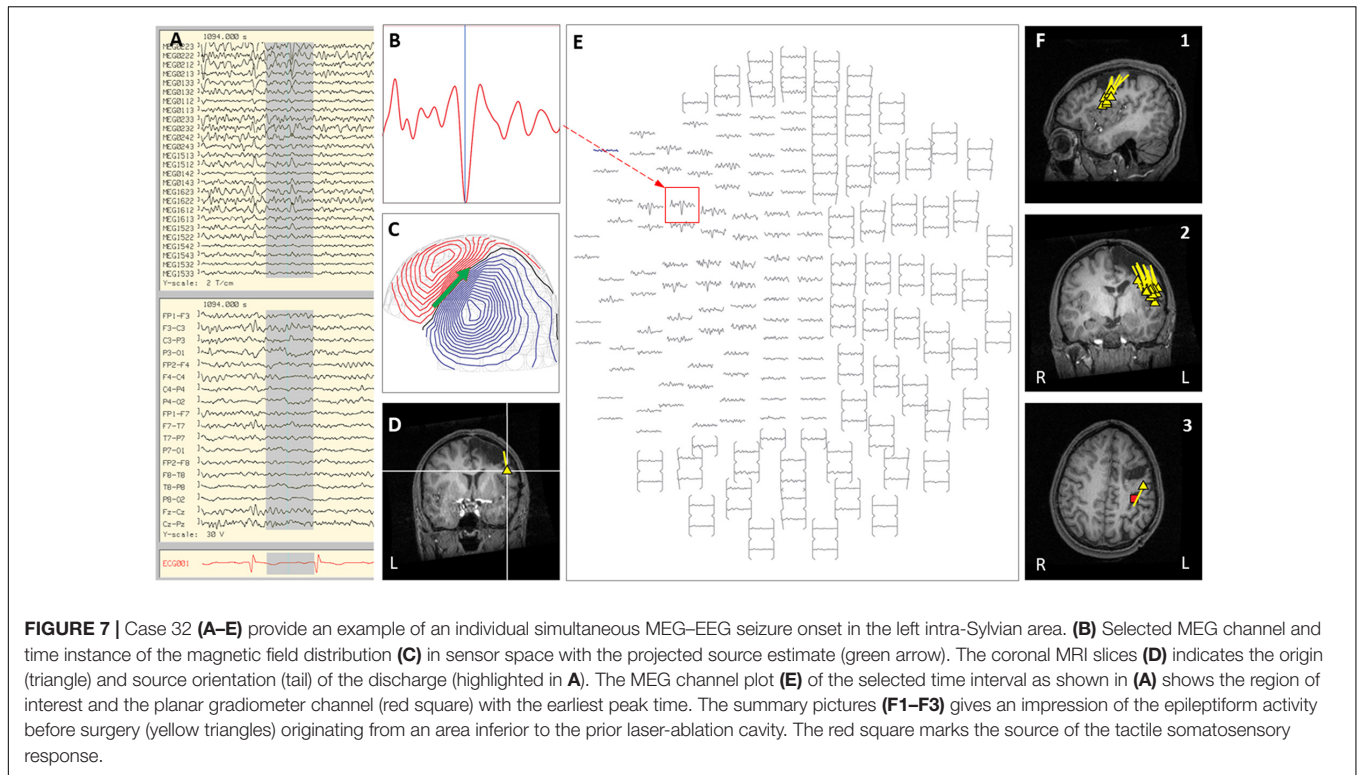 A
1094.000 s
MEG0223
MEG0222
MEG0212
MEG0213
MEG0133
MEG0132
MEG0112
MEG0113
MEG0233
MEG0232
MEG0242
MEG0243
MEG1513
MEG1512
MEG0142
MEG0143
MEG1623
MEG1622
MEG1612
MEG1613
MEG1523
MEG1522
MEG1542
MEG1543
MEG1532
MEG1533
Y-scale: 2 T/cm
1094.000 s
FP1-F3
F3-C3
C3-P3
P3-O1
FP2-F4
F4-C4
C4-P4
P4-O2
FP1-F7
F7-T7
T7-P7
P7-O1
FP2-F8
F8-T8
T8-P8
P8-O2
Fz-Cz
Cz-Pz
Y-scale: 30 V
ECG001
B
C
D
L
E
F 1
2
R L
3
R L
FIGURE 7 | Case 32 (A–E) provide an example of an individual simultaneous MEG–EEG seizure onset in the left intra-Sylvian area. (B) Selected MEG channel and
time instance of the magnetic field distribution (C) in sensor space with the projected source estimate (green arrow). The coronal MRI slices (D) indicates the origin
(triangle) and source orientation (tail) of the discharge (highlighted in A). The MEG channel plot (E) of the selected time interval as shown in (A) shows the region of
interest and the planar gradiometer channel (red square) with the earliest peak time. The summary pictures (F1–F3) gives an impression of the epileptiform activity
before surgery (yellow triangles) originating from an area inferior to the prior laser-ablation cavity. The red square marks the source of the tactile somatosensory
response.